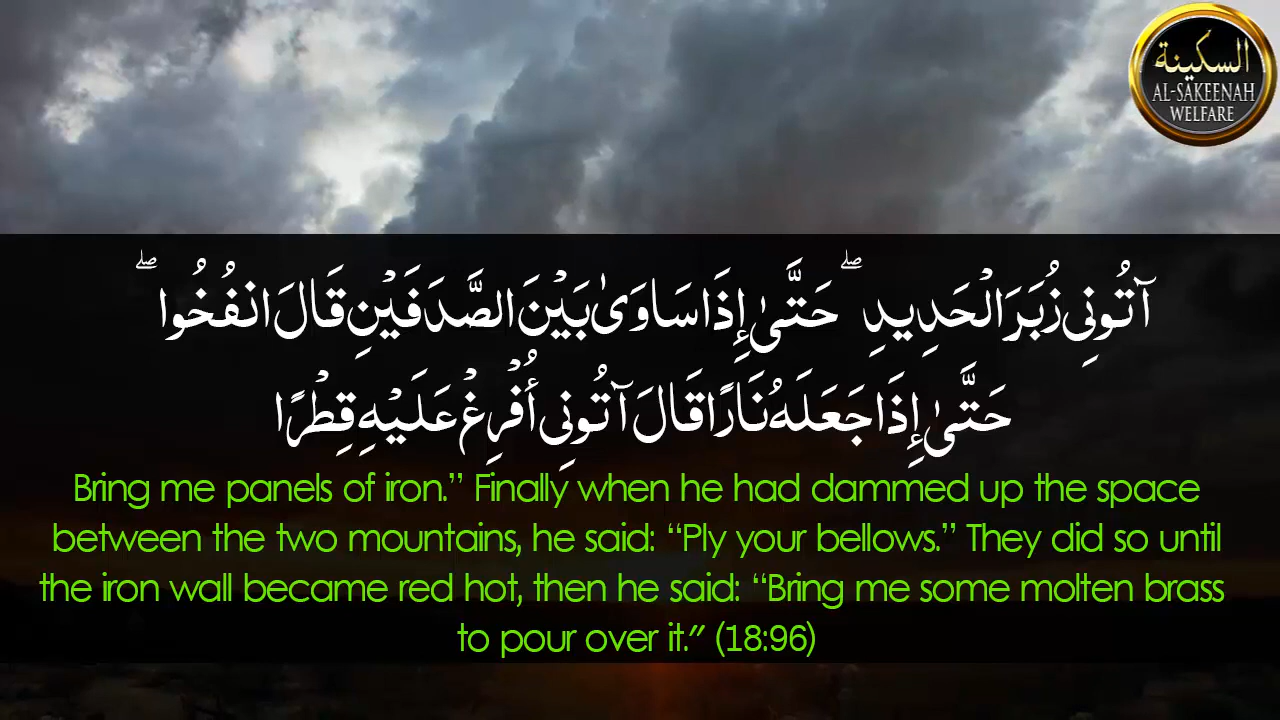 السكينة
AL-SAKEENAH
WELFARE
آتُونِي زُبَرَ الْحَدِيدِ ۖ حَتَّىٰ إِذَا سَاوَىٰ بَيْنَ الصَّدَفَيْنِ قَالَ انْفُخُوا ۖ
حَتَّىٰ إِذَا جَعَلَهُ نَارًا قَالَ آتُونِي أُفْرِغْ عَلَيْهِ قِطْرًا
Bring me panels of iron.” Finally when he had dammed up the space
between the two mountains, he said: “Ply your bellows.” They did so until
the iron wall became red hot, then he said: “Bring me some molten brass
to pour over it.” (18:96)